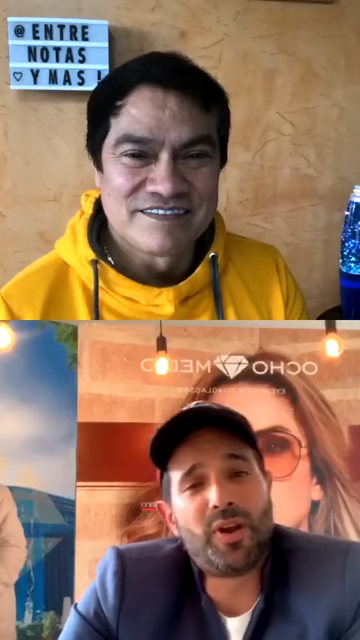 @ ENTRE
NOTAS
♡ Y MAS !
OCHO MEDIO